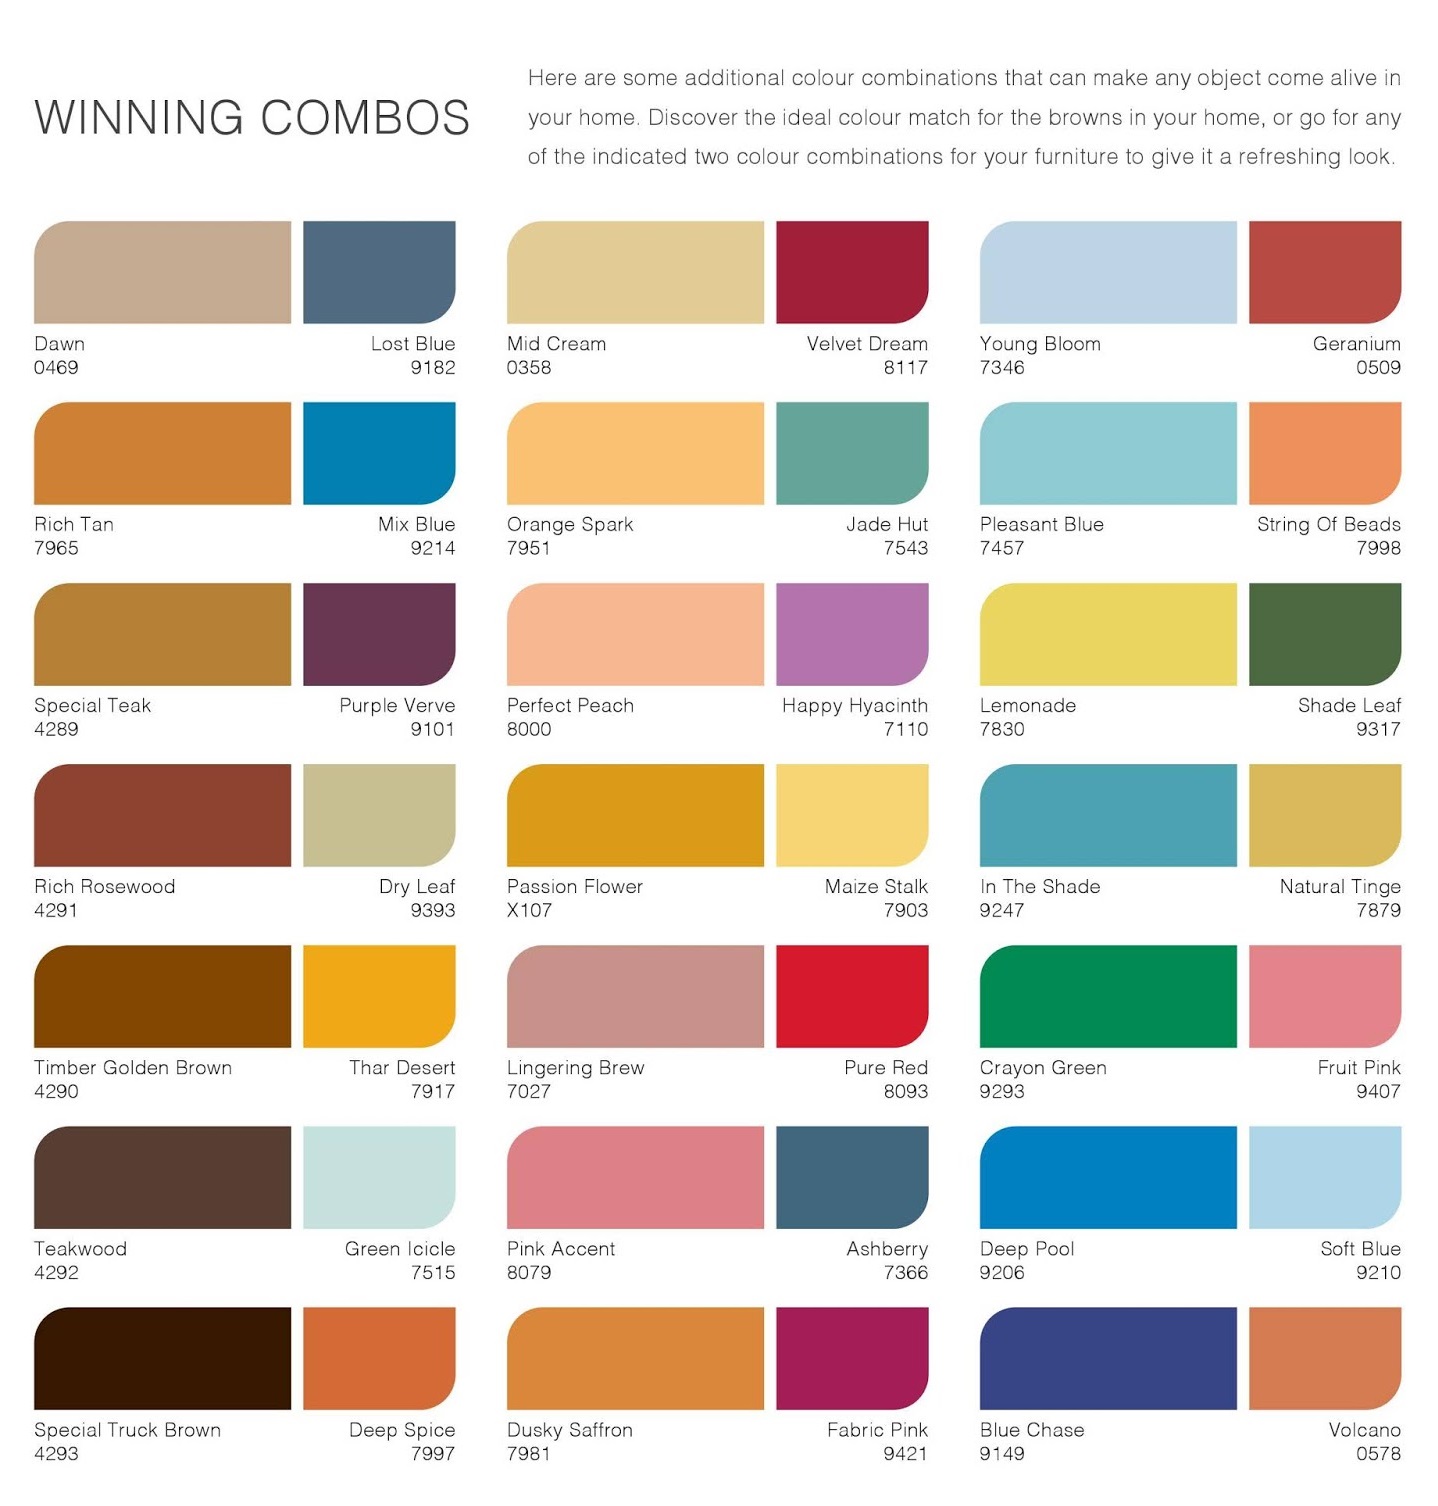 WINNING COMBOS
Here are some additional colour combinations that can make any object come alive in
your home. Discover the ideal colour match for the browns in your home, or go for any
of the indicated two colour combinations for your furniture to give it a refreshing look.
Dawn Lost Blue Mid Cream Velvet Dream Young Bloom Geranium
0469 9182 0358 8117 7346 0509
Rich Tan Mix Blue Orange Spark Jade Hut Pleasant Blue String Of Beads
7965 9214 7951 7543 7457 7998
Special Teak Purple Verve Perfect Peach Happy Hyacinth Lemonade Shade Leaf
4289 9101 8000 7110 7830 9317
Rich Rosewood Dry Leaf Passion Flower Maize Stalk In The Shade Natural Tinge
4291 9393 X107 7903 9247 7879
Timber Golden Brown Thar Desert Lingering Brew Pure Red Crayon Green Fruit Pink
4290 7917 7027 8093 9293 9407
Teakwood Green Icicle Pink Accent Ashberry Deep Pool Soft Blue
4292 7515 8079 7366 9206 9210
Special Truck Brown Deep Spice Dusky Saffron Fabric Pink Blue Chase Volcano
4293 7997 7981 9421 9149 0578